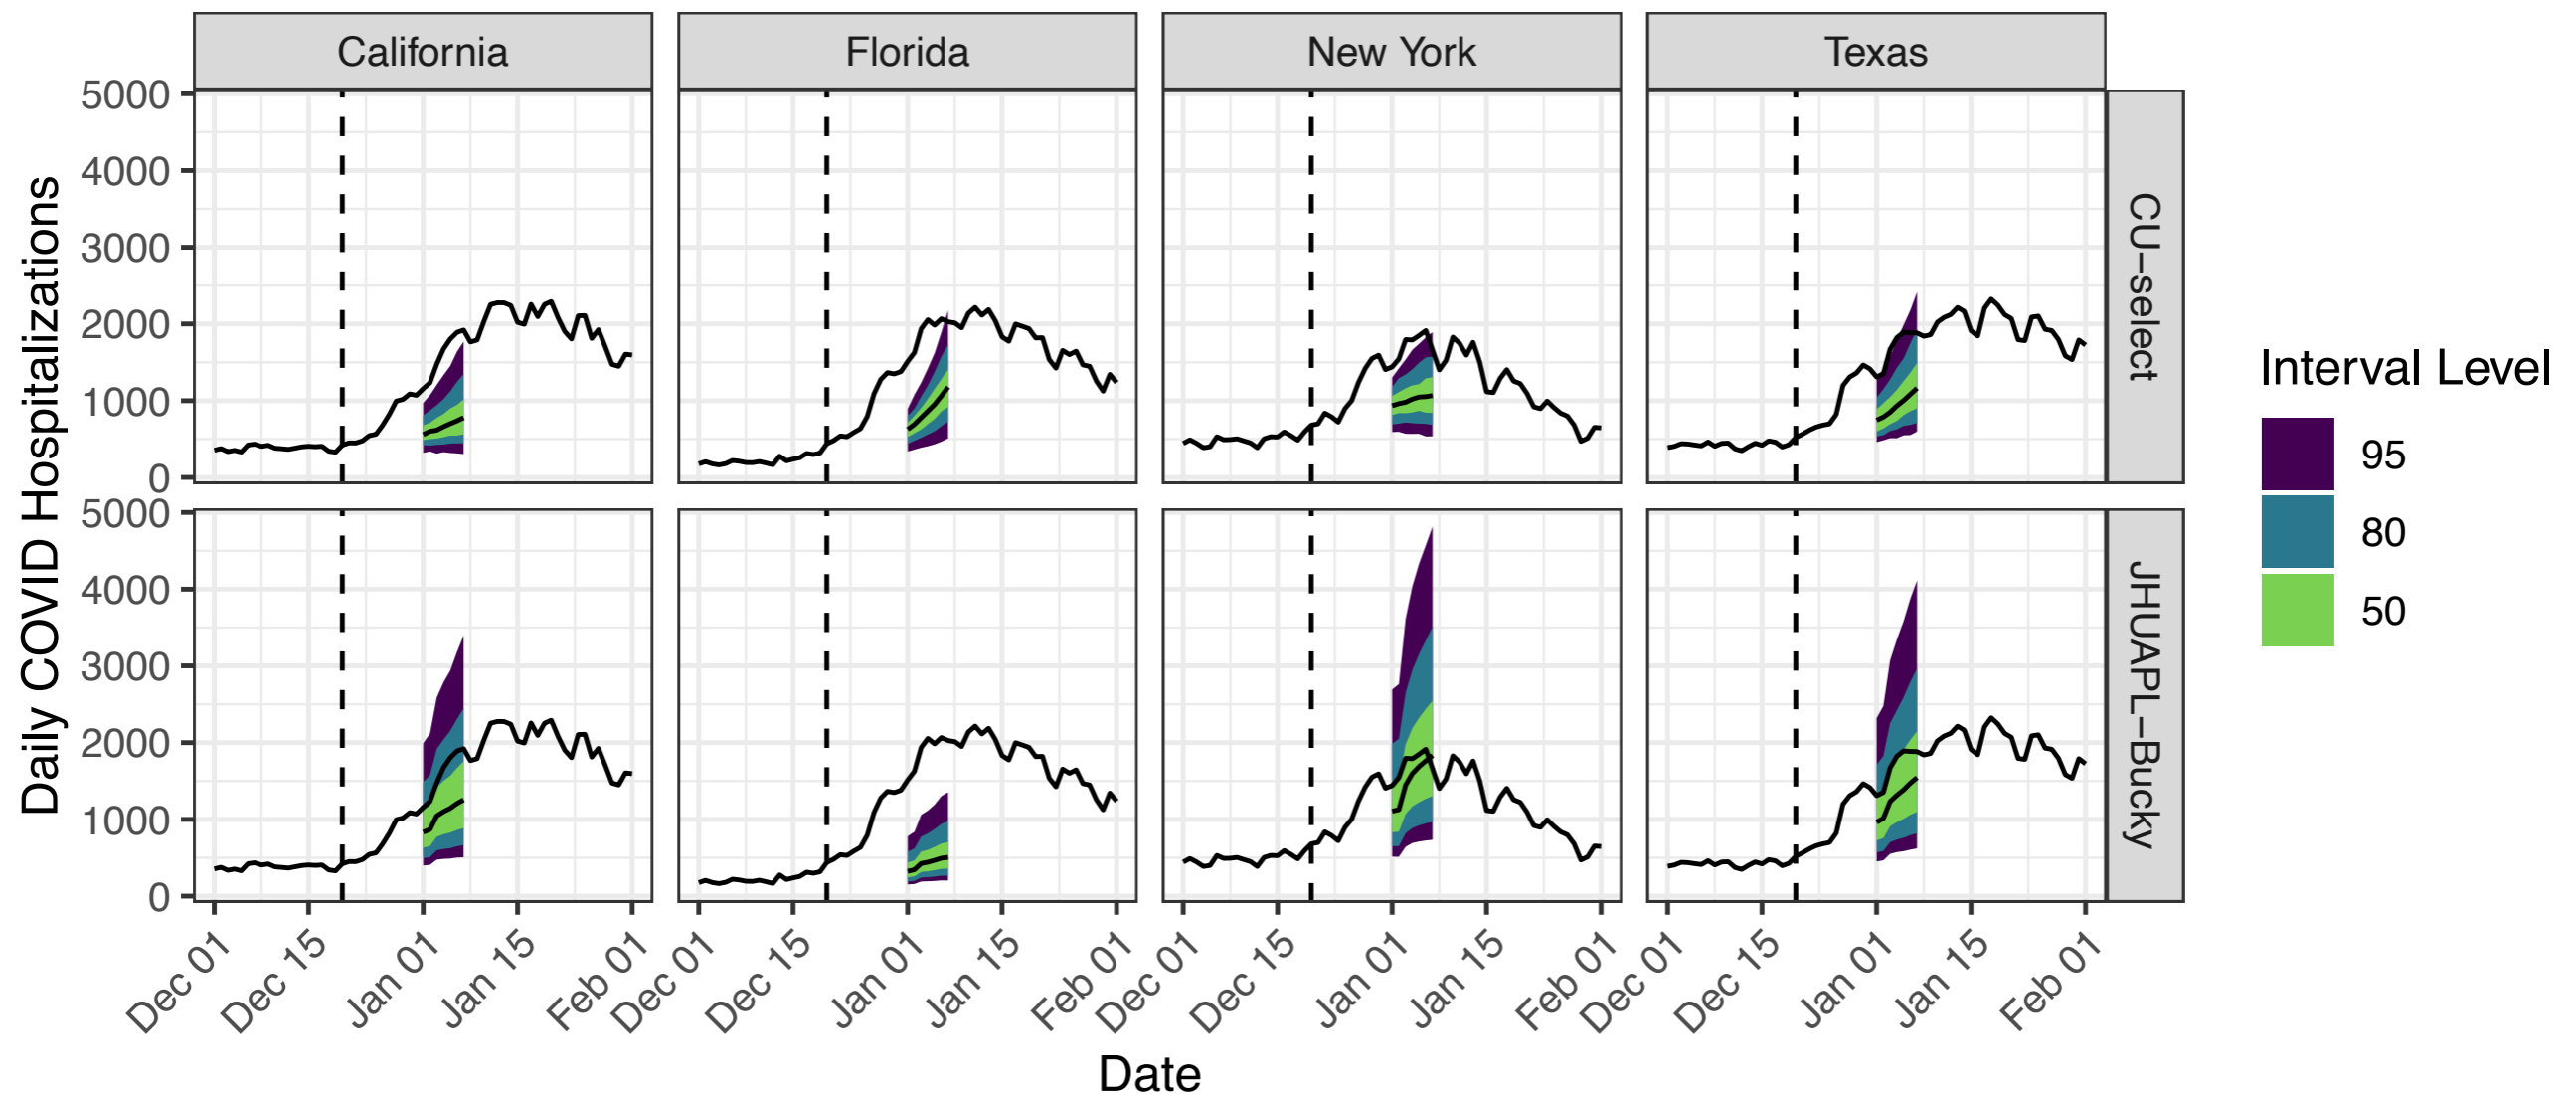 California
Florida
New York
Texas
Daily COVID Hospitalizations
5000
4000
3000
2000
1000
0
CU−select
5000
4000
3000
2000
1000
0
JHUAPL−Bucky
Dec 01
Dec 15
Jan 01
Jan 15
Feb 01
Dec 01
Dec 15
Jan 01
Jan 15
Feb 01
Dec 01
Dec 15
Jan 01
Jan 15
Feb 01
Dec 01
Dec 15
Jan 01
Jan 15
Feb 01
Date
Interval Level
95
80
50